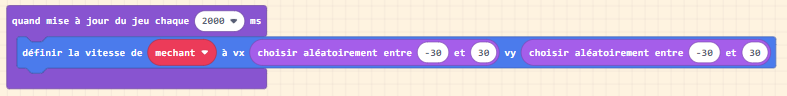 quand mise à jour du jeu chaque 2000 ms
définir la vitesse de mechant à vx choisir aléatoirement entre -30 et 30 vy choisir aléatoirement entre -30 et 30